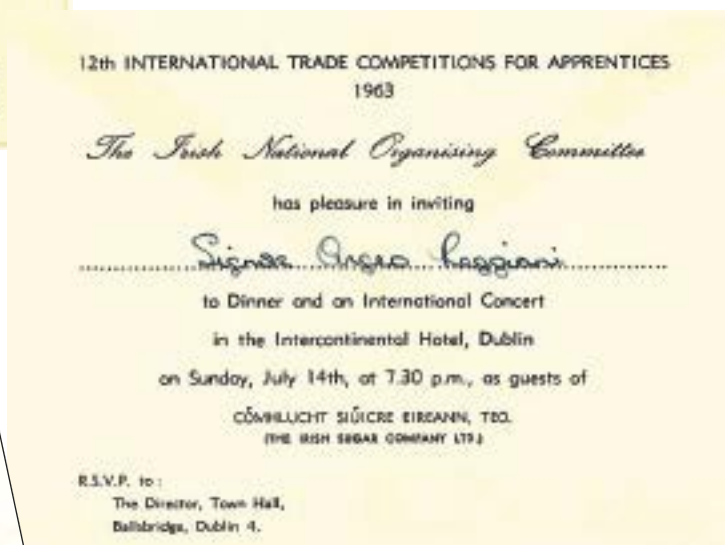 12th INTERNATIONAL TRADE COMPETITIONS FOR APPRENTICES
1963
The Irish National Organising Committee
has pleasure in inviting
Signor
to Dinner and an International Concert
in the Intercontinental Hotel, Dublin
on Sunday, July 14th, at 7.30 p.m., as guests of
CÓMHLUCHT SIÚICRE EIREANN, TEO.
(THE IRISH SUGAR COMPANY LTD.)
R.S.V.P. to :
The Director, Town Hall,
Ballsbridge, Dublin 4.